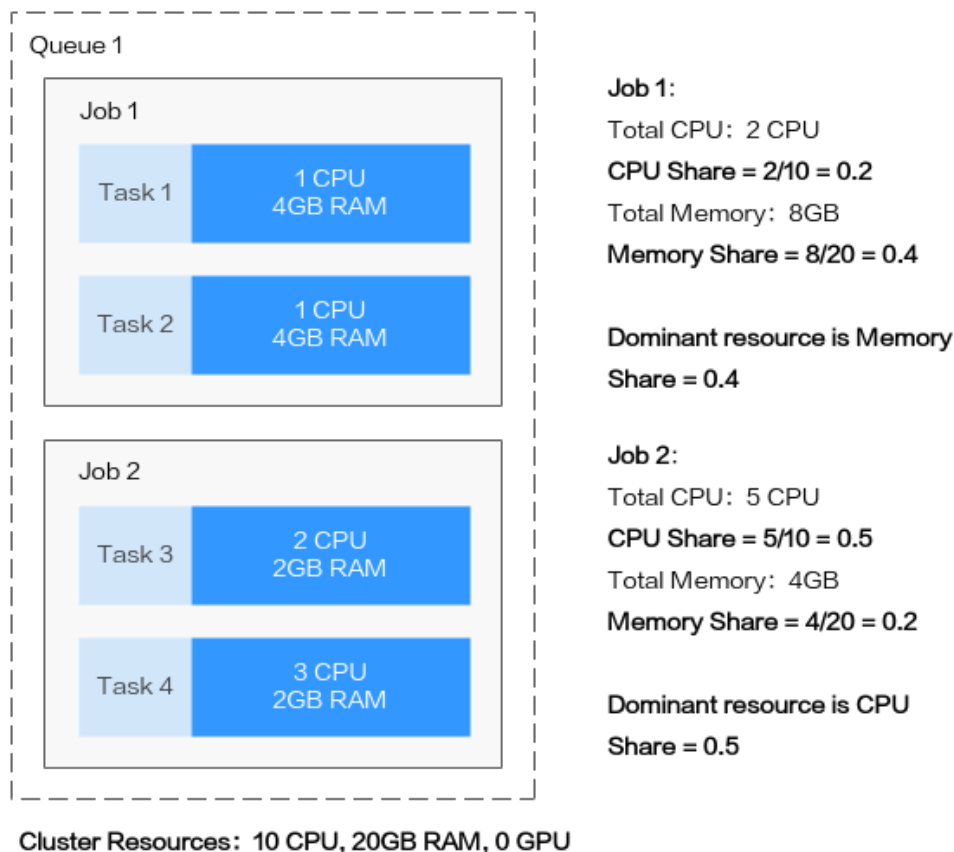 Queue 1
Job 1
Task 1
1 CPU
4GB RAM
Task 2
1 CPU
4GB RAM
Job 2
Task 3
2 CPU
2GB RAM
Task 4
3 CPU
2GB RAM
Job 1:
Total CPU: 2 CPU
CPU Share = 2/10 = 0.2
Total Memory: 8GB
Memory Share = 8/20 = 0.4
Dominant resource is Memory
Share = 0.4
Job 2:
Total CPU: 5 CPU
CPU Share = 5/10 = 0.5
Total Memory: 4GB
Memory Share = 4/20 = 0.2
Dominant resource is CPU
Share = 0.5
Cluster Resources: 10 CPU, 20GB RAM, 0 GPU